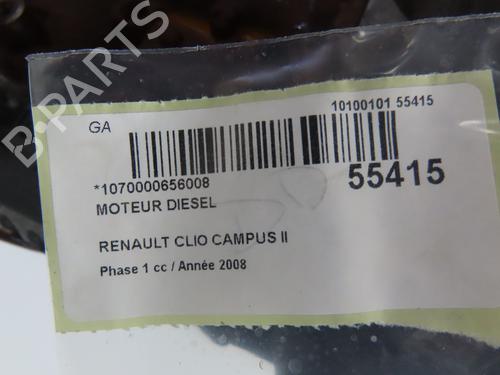 B-PARTS
GA
10100101 55415
*1070000656008
55415
MOTEUR DIESEL
RENAULT CLIO CAMPUS II
Phase 1 cc / Année 2008